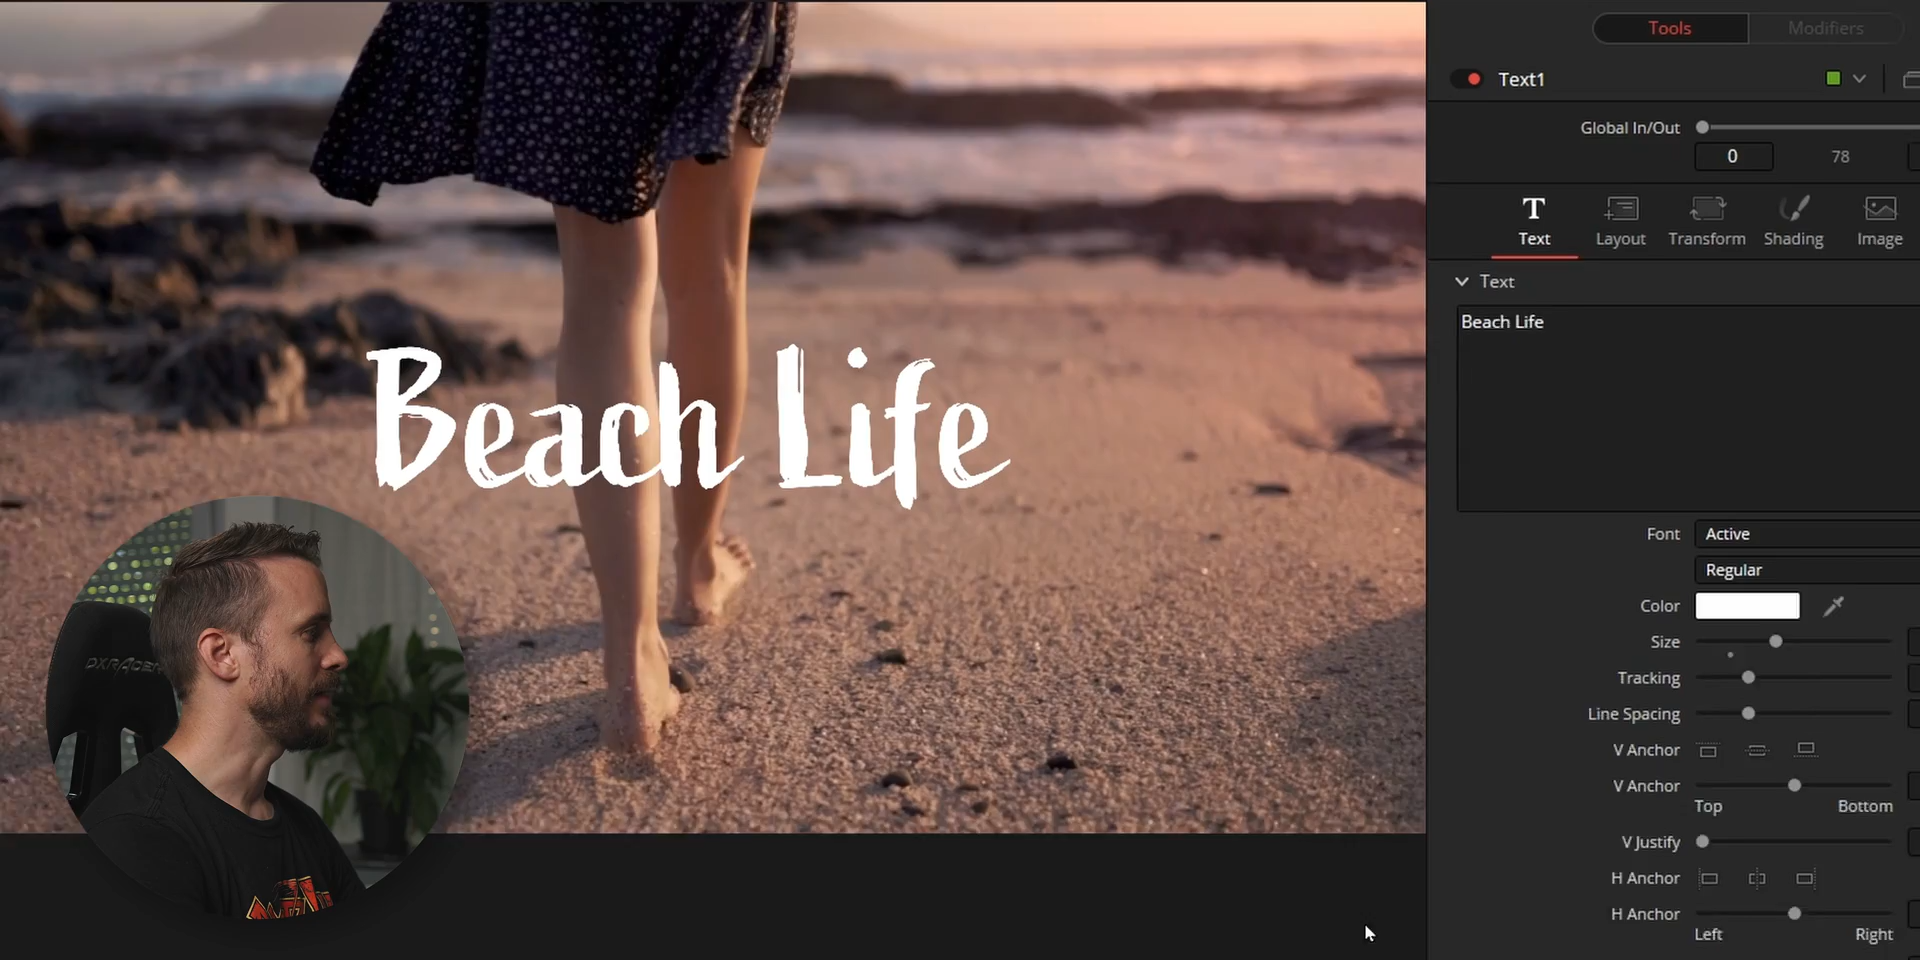 Tools
Modifiers
Text1
Global In/Out
0
78
Text
Layout
Transform
Shading
Image
Text
Beach Life
Beach Life
Font
Active
Regular
Color
Size
Tracking
Line Spacing
V Anchor
V Anchor
Top
Bottom
V Justify
H Anchor
H Anchor
Left
Right
DXRACER